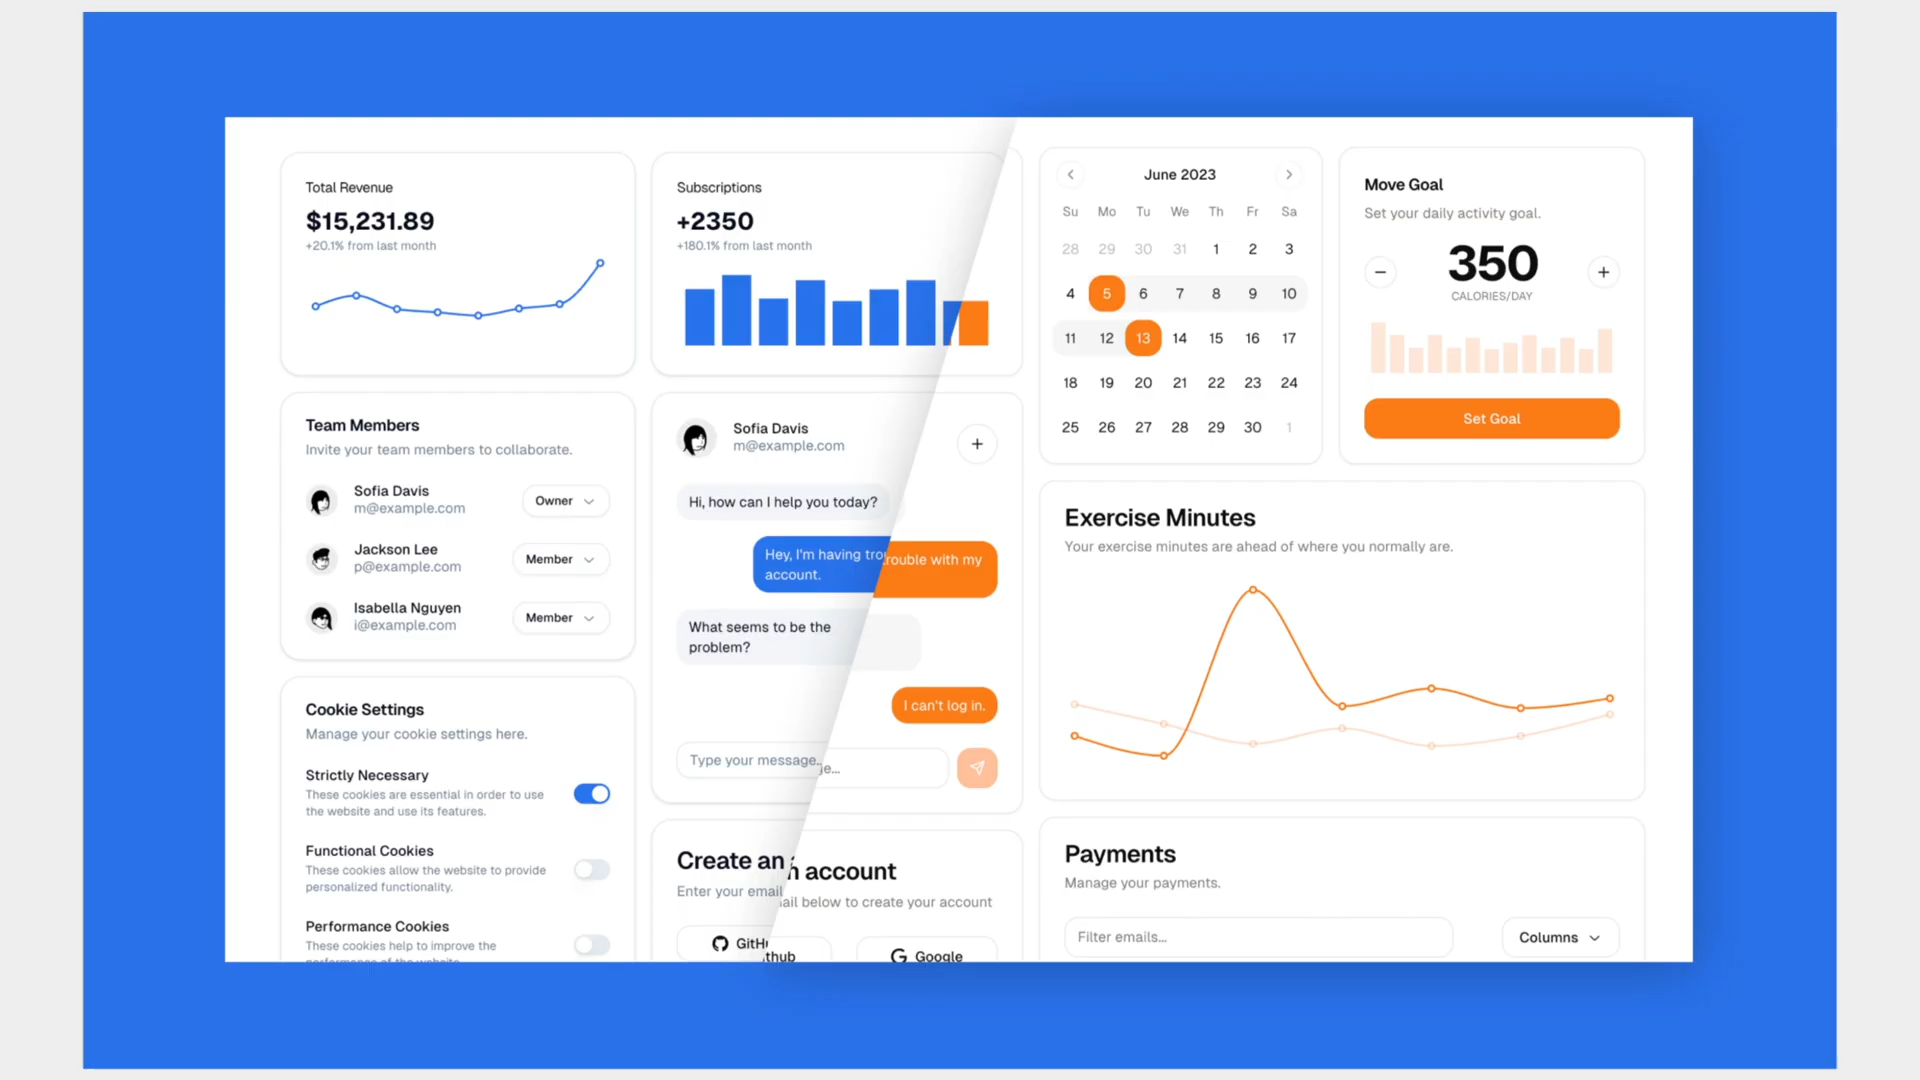 Total Revenue
$15,231.89
+20.1% from last month
Subscriptions
+2350
+180.1% from last month
Team Members
Invite your team members to collaborate.
Sofia Davis
m@example.com
Owner
Jackson Lee
p@example.com
Member
Isabella Nguyen
i@example.com
Member
Cookie Settings
Manage your cookie settings here.
Strictly Necessary
These cookies are essential in order to use
the website and use its features.
Functional Cookies
These cookies allow the website to provide
personalized functionality.
Performance Cookies
These cookies help to improve the
performance of the website.
Sofia Davis
m@example.com
+
Hi, how can I help you today?
Hey, I'm having trouble with my
account.
What seems to be the
problem?
I can't log in.
Type your message...
Create an account
Enter your email below to create your account
GitHub
Google
June 2023
Su Mo Tu We Th Fr Sa
28 29 30 31 1 2 3
4 5 6 7 8 9 10
11 12 13 14 15 16 17
18 19 20 21 22 23 24
25 26 27 28 29 30 1
Move Goal
Set your daily activity goal.
350
CALORIES/DAY
Set Goal
Exercise Minutes
Your exercise minutes are ahead of where you normally are.
Payments
Manage your payments.
Filter emails...
Columns